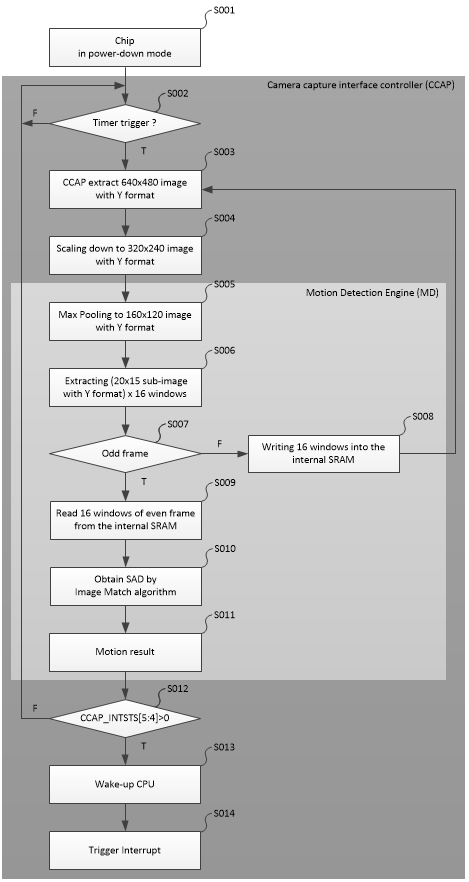 S001
Chip
in power-down mode
Camera capture interface controller (CCAP)
S002
F
Timer trigger ?
T
S003
CCAP extract 640x480 image
with Y format
S004
Scaling down to 320x240 image
with Y format
S005
Motion Detection Engine (MD)
Max Pooling to 160x120 image
with Y format
S006
Extracting (20x15 sub-image
with Y format) x 16 windows
S007
S008
Odd frame
F
Writing 16 windows into the
internal SRAM
T
S009
Read 16 windows of even frame
from the internal SRAM
S010
Obtain SAD by
Image Match algorithm
S011
Motion result
S012
F
CCAP_INTSTS[5:4]>0
T
S013
Wake-up CPU
S014
Trigger Interrupt